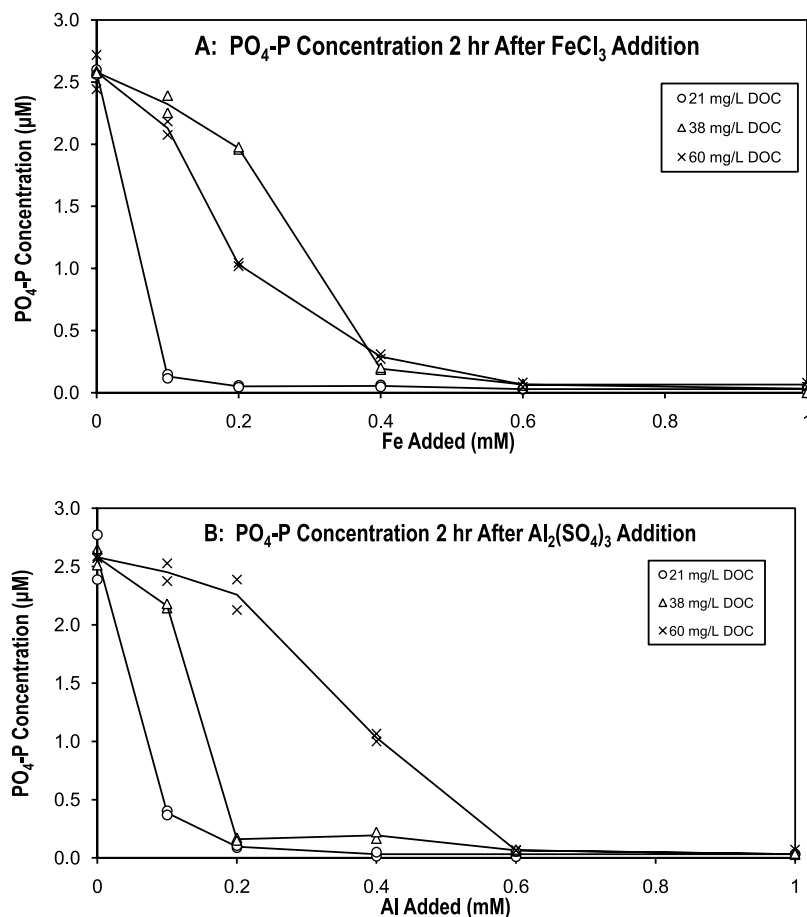 A: PO₄-P Concentration 2 hr After FeCl₃ Addition
3.0
2.5
2.0
1.5
1.0
0.5
0.0
PO₄-P Concentration (µM)
21 mg/L DOC
38 mg/L DOC
60 mg/L DOC
0 0.2 0.4 0.6 0.8 1
Fe Added (mM)
B: PO₄-P Concentration 2 hr After Al₂(SO₄)₃ Addition
3.0
2.5
2.0
1.5
1.0
0.5
0.0
PO₄-P Concentration (µM)
21 mg/L DOC
38 mg/L DOC
60 mg/L DOC
0 0.2 0.4 0.6 0.8 1
Al Added (mM)